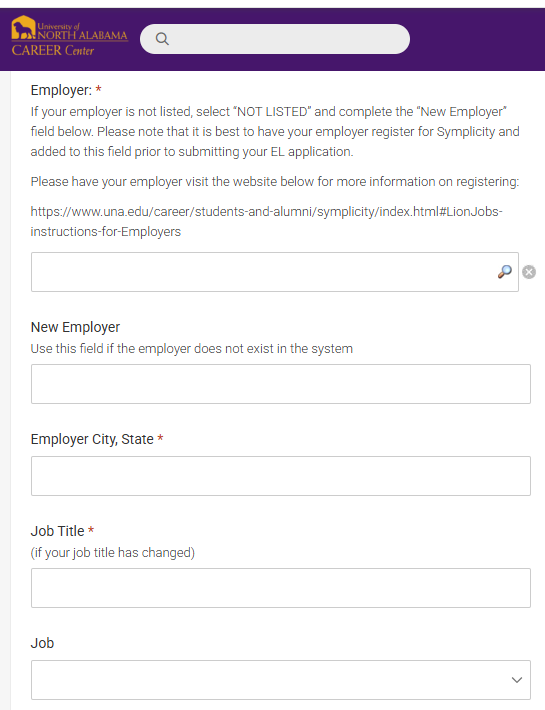 University of
NORTH ALABAMA
CAREER Center
Employer: *
If your employer is not listed, select “NOT LISTED” and complete the “New Employer”
field below. Please note that it is best to have your employer register for Symplicity and
added to this field prior to submitting your EL application.
Please have your employer visit the website below for more information on registering:
https://www.una.edu/career/students-and-alumni/symplicity/index.html#LionJobs-
instructions-for-Employers
New Employer
Use this field if the employer does not exist in the system
Employer City, State *
Job Title *
(if your job title has changed)
Job